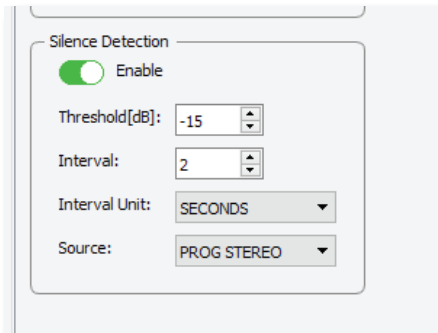 Silence Detection
Enable
Threshold[dB]: -15
Interval: 2
Interval Unit: SECONDS
Source: PROG STEREO